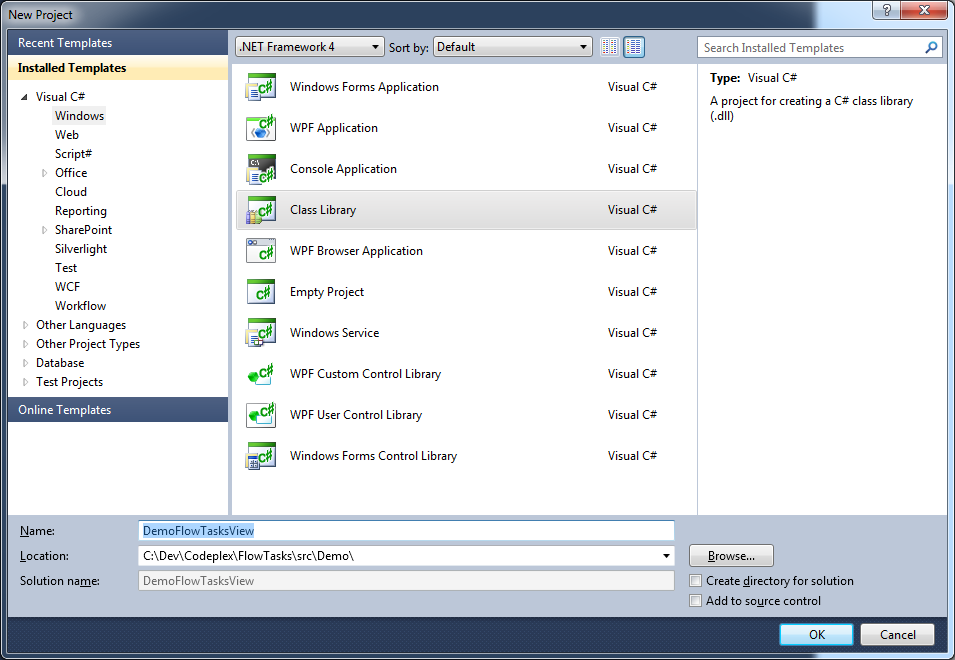 New Project
?
Recent Templates
.NET Framework 4
Sort by:
Default
Search Installed Templates
Installed Templates
Visual C#
Windows
Web
Script#
Office
Cloud
Reporting
SharePoint
Silverlight
Test
WCF
Workflow
Other Languages
Other Project Types
Database
Test Projects
Online Templates
Windows Forms Application Visual C#
WPF Application Visual C#
Console Application Visual C#
Class Library Visual C#
WPF Browser Application Visual C#
Empty Project Visual C#
Windows Service Visual C#
WPF Custom Control Library Visual C#
WPF User Control Library Visual C#
Windows Forms Control Library Visual C#
Type: Visual C#
A project for creating a C# class library
(.dll)
Name: DemoFlowTasksView
Location: C:\Dev\Codeplex\FlowTasks\src\Demo\
Browse...
Solution name: DemoFlowTasksView
Create directory for solution
Add to source control
OK
Cancel